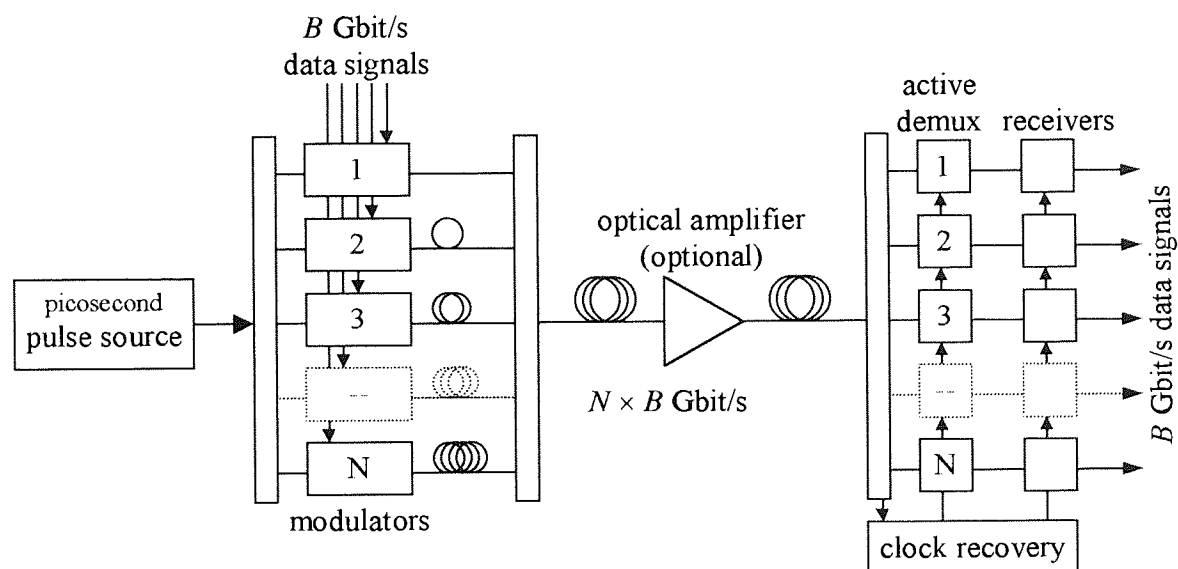 B Gbit/s
data signals
picosecond
pulse source
1
2
3
--
N
modulators
optical amplifier
(optional)
N × B Gbit/s
active
demux
receivers
1
2
3
--
N
clock recovery
B Gbit/s data signals